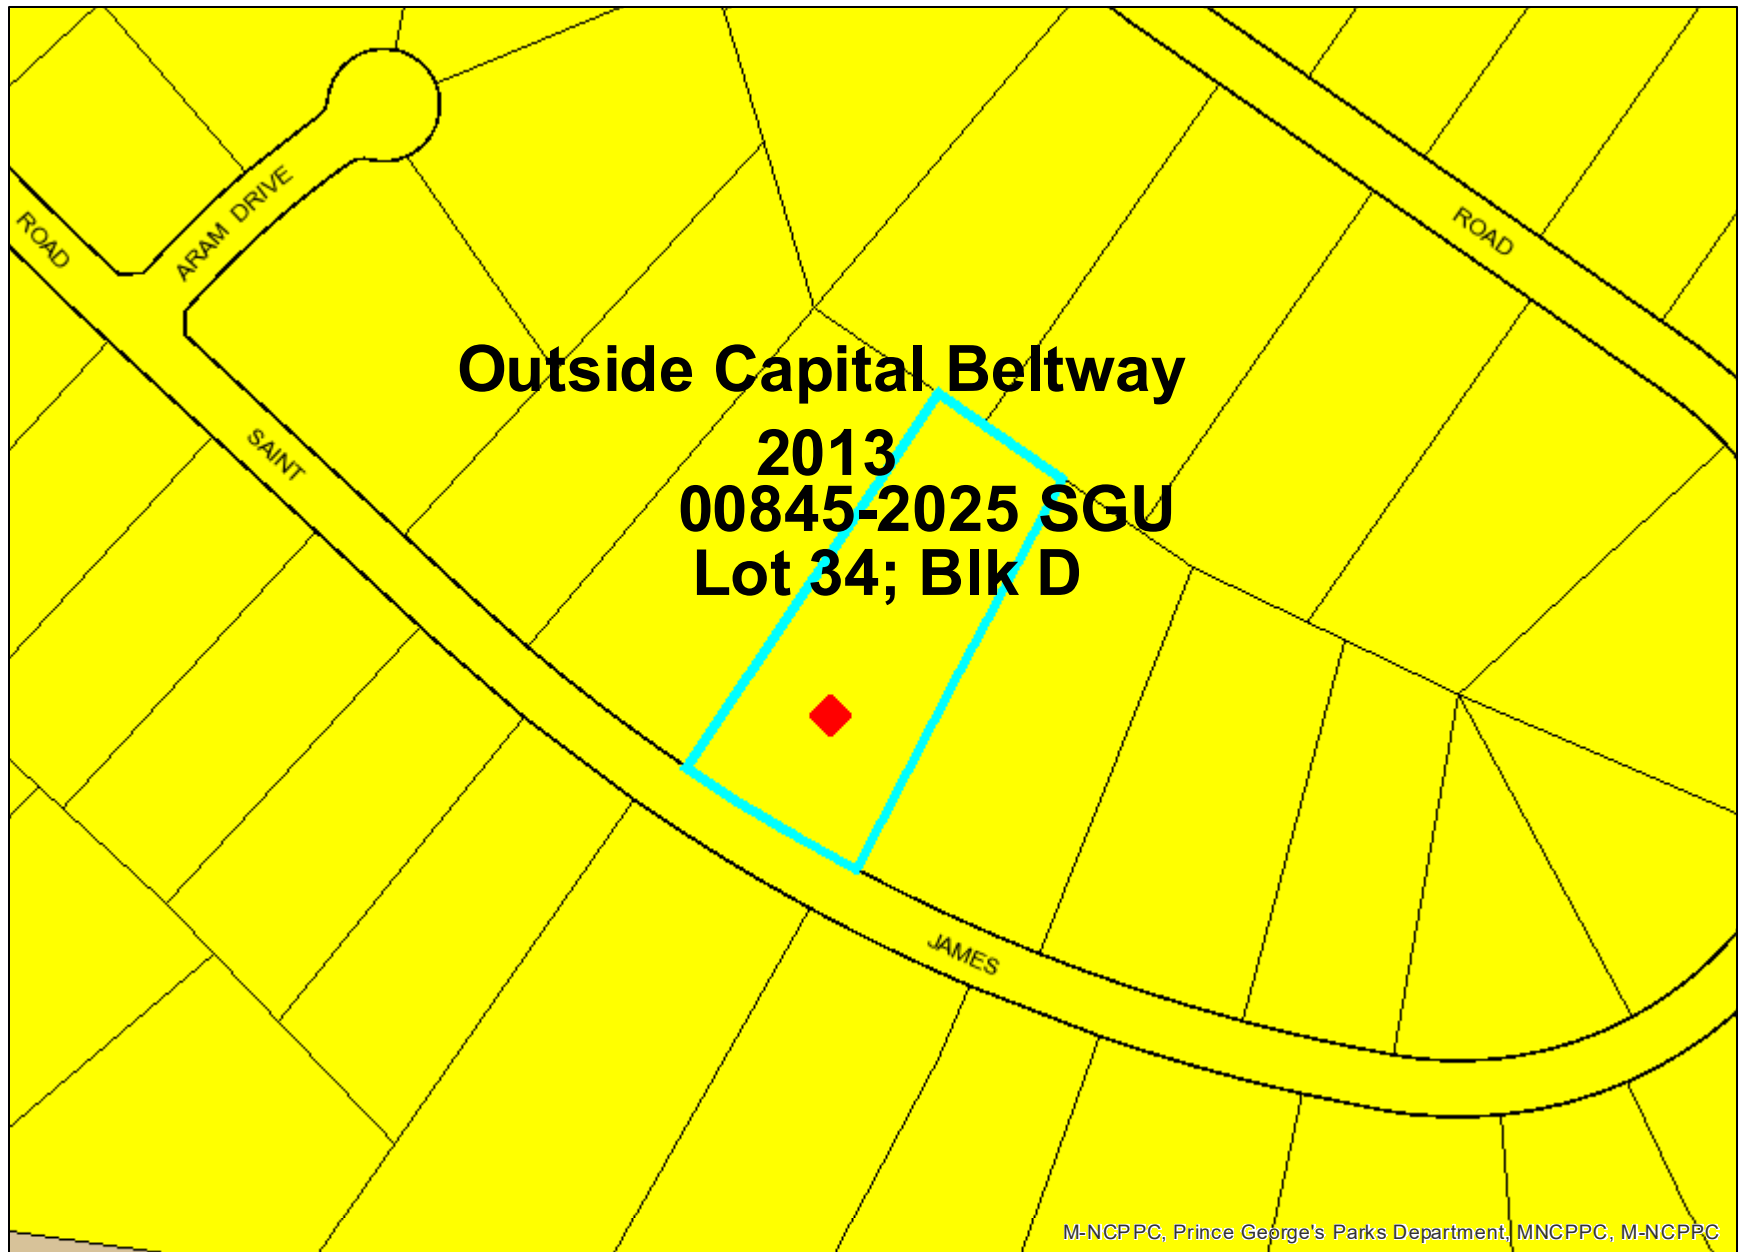 ARAM DRIVE
ROAD
ROAD
Outside Capital Beltway
SAINT
2013
00845-2025 SGU
Lot 34; Blk D
JAMES
M-NCPPC, Prince George's Parks Department, MNCPPC, M-NCPPC